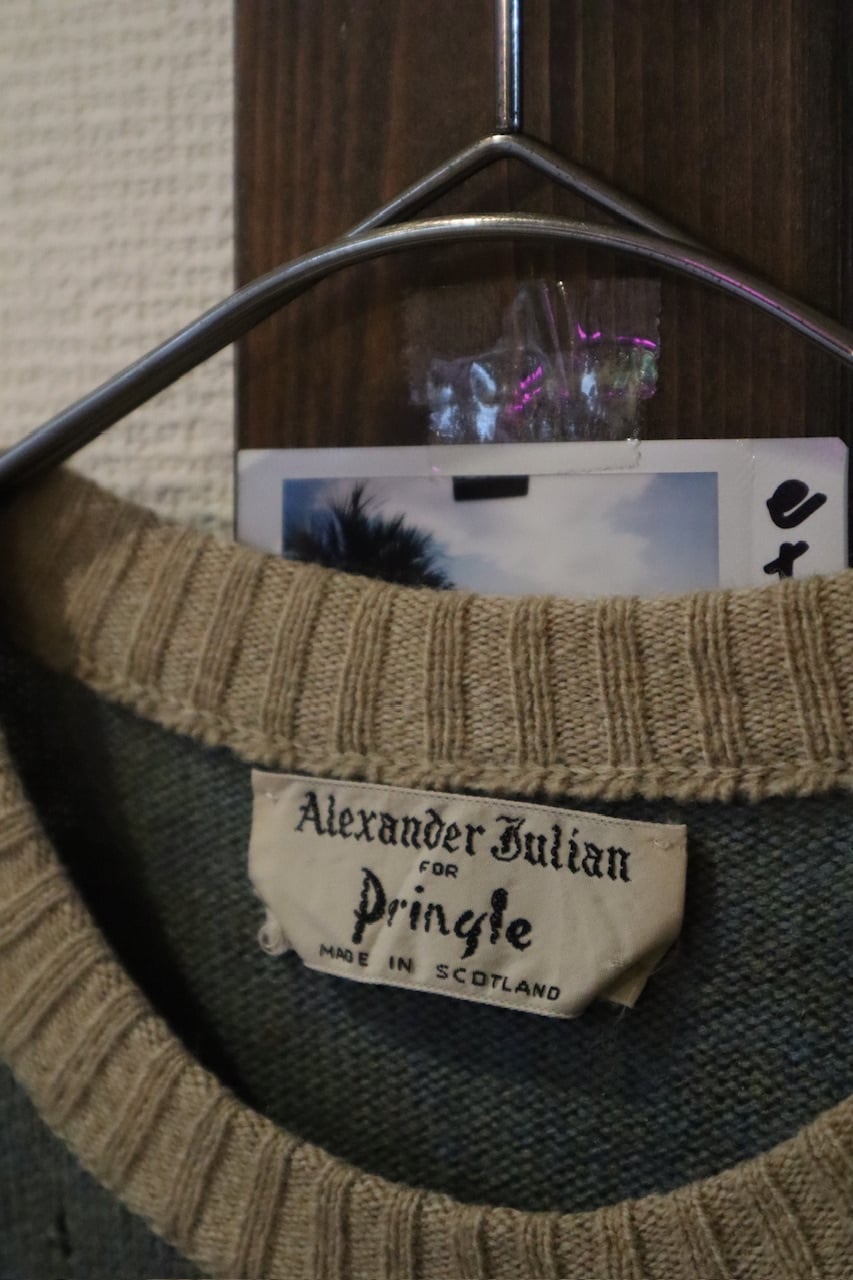 Alexander Julian
FOR
Pringle
MADE IN SCOTLAND